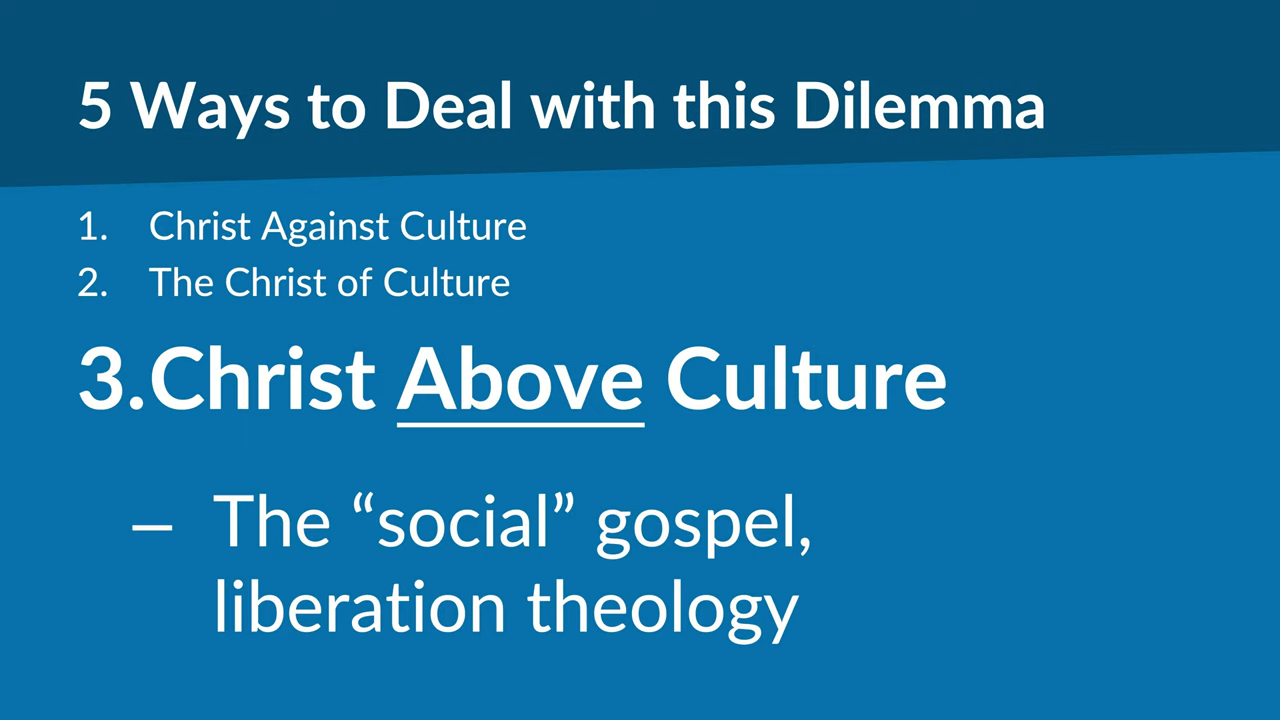 5 Ways to Deal with this Dilemma
1. Christ Against Culture
2. The Christ of Culture
3.Christ Above Culture
– The “social” gospel,
liberation theology